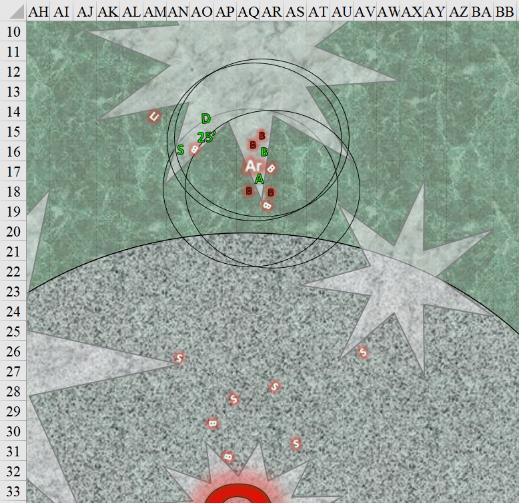 AH AI AJ AK AL AM AN AO AP AQ AR AS AT AU AV AW AX AY AZ BA BB
10
11
12
13
14 U D
15 25' B
16 S B B B
17 Ar B
18 A B B
19 B
20
21
22
23
24
25
26 S S
27
28 S S
29 B
30 S
31 B
32
33